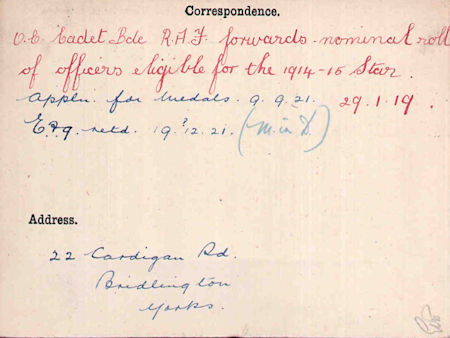 Correspondence.
O.C. Cadet Bde R.A.F. forwards nominal roll
of officers eligible for the 1914-15 Star.
Appln. for Medals. 9.9.21. 29.1.19
retd. 19?12.21. (M. in D.)
Address.
22 Cardigan Rd.
Bridlington
Yorks.